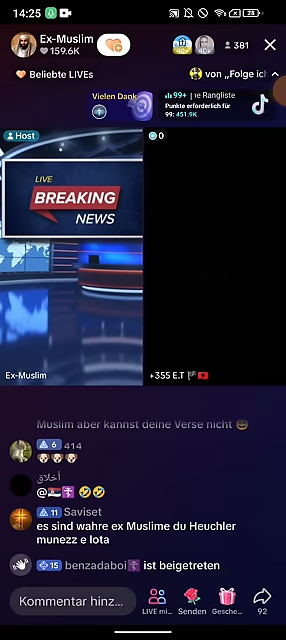 14:25
23
Ex-Muslim
159.6K
381
Beliebte LIVEs
von „Folge ich
Vielen Dank
99+ | 1e Rangliste
Punkte erforderlich für
99: 451.9K
Host
0
LIVE
BREAKING
NEWS
Ex-Muslim
+355 E.T 🏴🇦🇱
Muslim aber kannst deine Verse nicht 😎
6 414
🐶🐶🐶
أخلاق
@🇷🇸☦️ 🤣🤣
11 Saviset
es sind wahre ex Muslime du Heuchler
munezz e lota
15 benzadaboi☦️ ist beigetreten
Kommentar hinz...
LIVE mi...
Senden
Gesche...
92